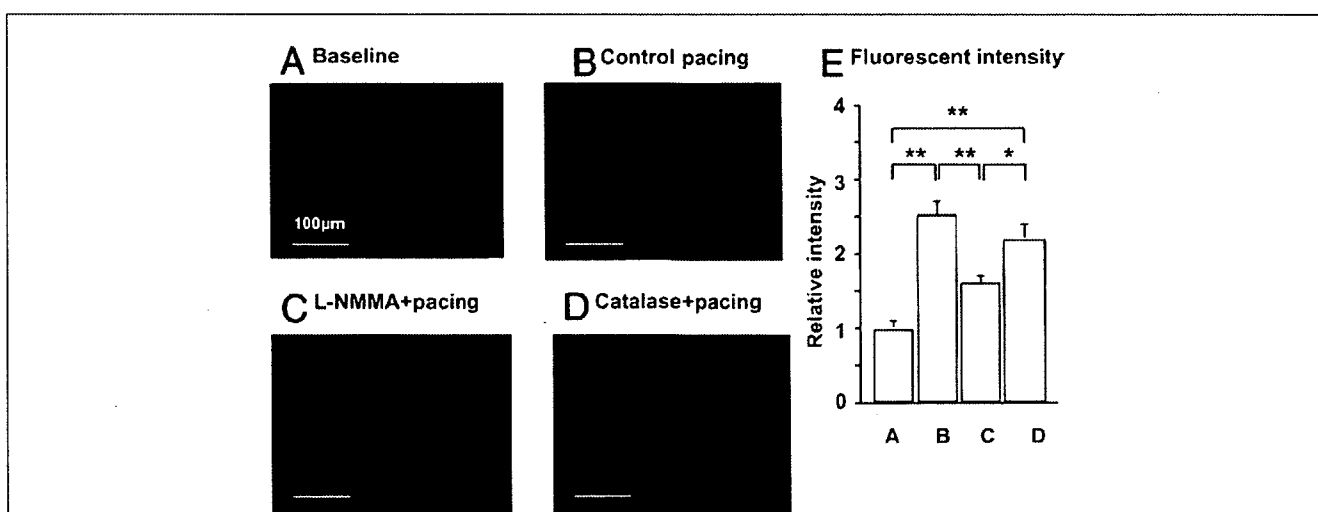 A Baseline
B Control pacing
E Fluorescent intensity
100μm
C L-NMMA+pacing
D Catalase+pacing
Relative intensity
4
3
2
1
0
**
** ** *
A B C D